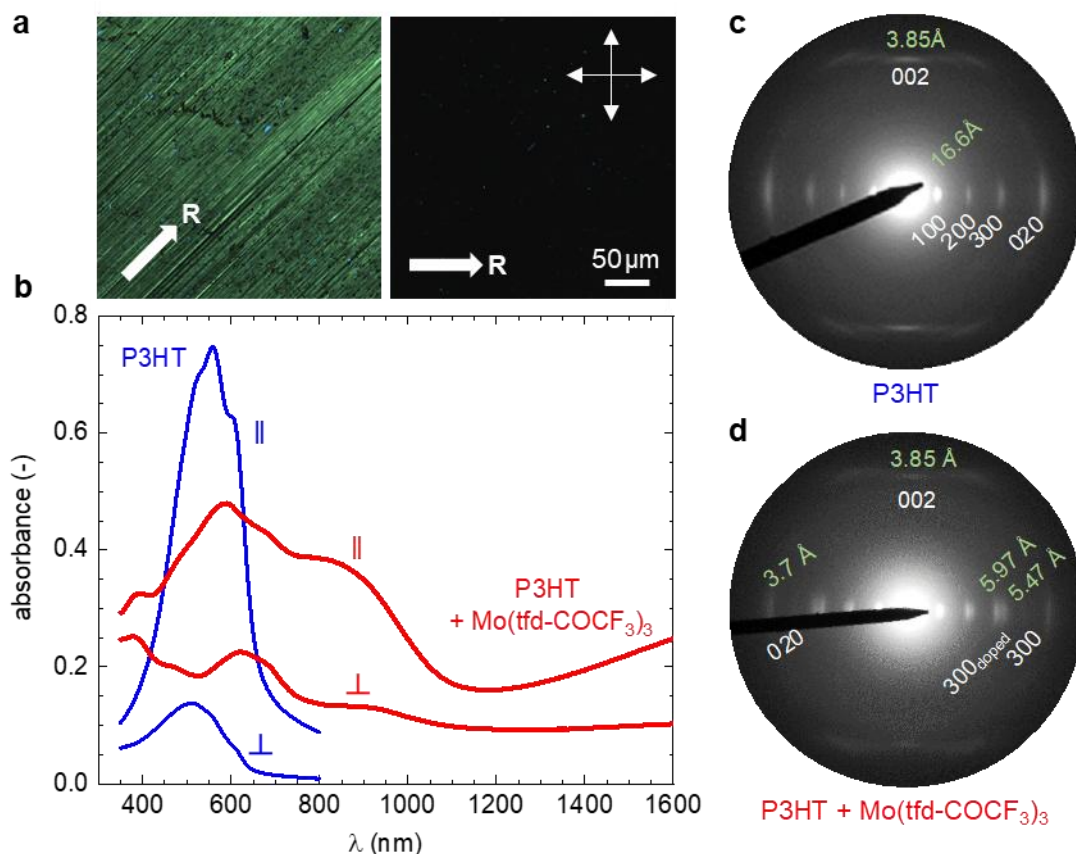 a
R
R
50 μm
b
0.8
0.6
0.4
0.2
0.0
absorbance (-)
P3HT
||
||
P3HT
+ Mo(tfd-COCF₃)₃
⊥
⊥
400
600
800
1000
1200
1400
1600
λ (nm)
c
3.85Å
002
16.6Å
100
200
300
020
P3HT
d
3.85 Å
002
3.7 Å
5.97 Å
5.47 Å
020
300doped
300
P3HT + Mo(tfd-COCF₃)₃